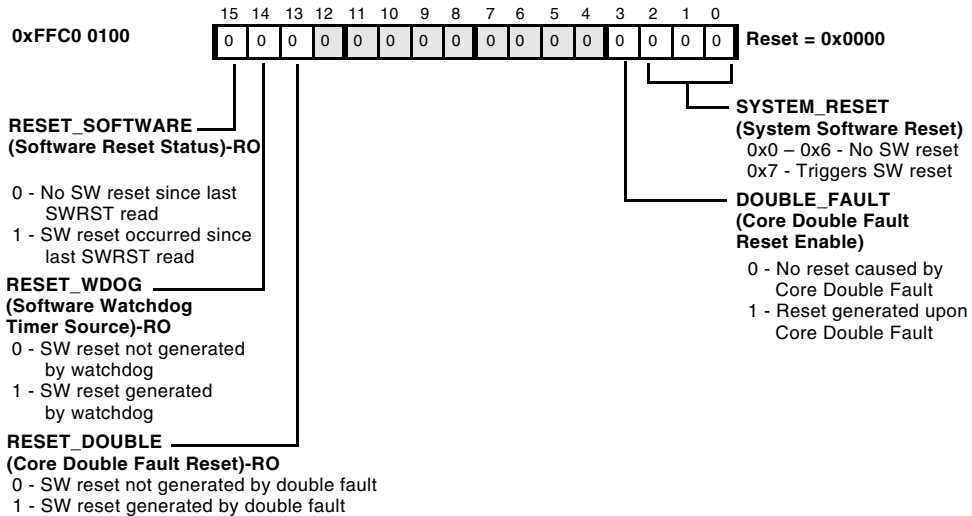 15 14 13 12 11 10 9 8 7 6 5 4 3 2 1 0
0xFFC0 0100
0 0 0 0 0 0 0 0 0 0 0 0 0 0 0 0
Reset = 0x0000
RESET_SOFTWARE
(Software Reset Status)-RO
0 - No SW reset since last
SWRST read
1 - SW reset occurred since
last SWRST read
RESET_WDOG
(Software Watchdog
Timer Source)-RO
0 - SW reset not generated
by watchdog
1 - SW reset generated
by watchdog
RESET_DOUBLE
(Core Double Fault Reset)-RO
0 - SW reset not generated by double fault
1 - SW reset generated by double fault
SYSTEM_RESET
(System Software Reset)
0x0 – 0x6 - No SW reset
0x7 - Triggers SW reset
DOUBLE_FAULT
(Core Double Fault
Reset Enable)
0 - No reset caused by
Core Double Fault
1 - Reset generated upon
Core Double Fault